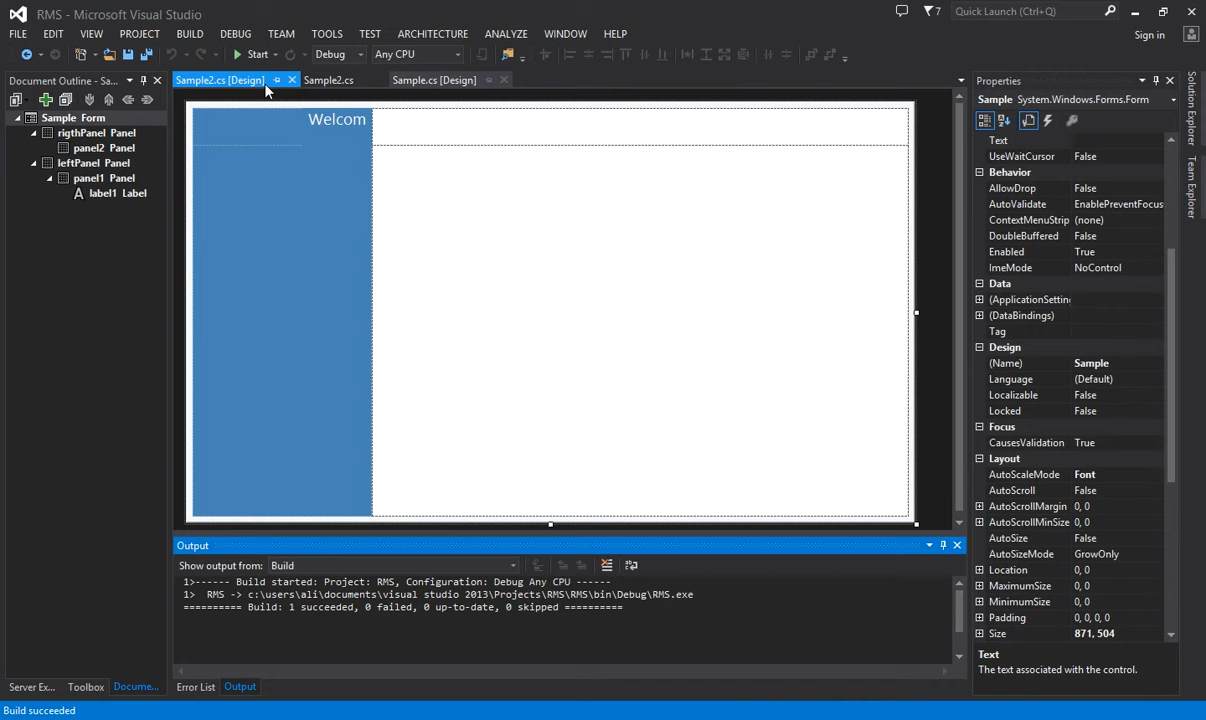 RMS - Microsoft Visual Studio
7
Quick Launch (Ctrl+Q)
FILE EDIT VIEW PROJECT BUILD DEBUG TEAM TOOLS TEST ARCHITECTURE ANALYZE WINDOW HELP
Sign in
Start Debug Any CPU
Document Outline - Sa...
Sample2.cs [Design]
Sample2.cs
Sample.cs [Design]
Sample Form
rigthPanel Panel
panel2 Panel
leftPanel Panel
panel1 Panel
A label1 Label
Welcom
Properties
Sample System.Windows.Forms.Form
Text
UseWaitCursor False
Behavior
AllowDrop False
AutoValidate EnablePreventFocus
ContextMenuStrip (none)
DoubleBuffered False
Enabled True
ImeMode NoControl
Data
(ApplicationSetting
(DataBindings)
Tag
Design
(Name) Sample
Language (Default)
Localizable False
Locked False
Focus
CausesValidation True
Layout
AutoScaleMode Font
AutoScroll False
AutoScrollMargin 0, 0
AutoScrollMinSize 0, 0
AutoSize False
AutoSizeMode GrowOnly
Location 0, 0
MaximumSize 0, 0
MinimumSize 0, 0
Padding 0, 0, 0, 0
Size 871, 504
Text
The text associated with the control.
Solution Explorer
Team Explorer
Output
Show output from: Build
1>------ Build started: Project: RMS, Configuration: Debug Any CPU ------
1> RMS -> c:\users\ali\documents\visual studio 2013\Projects\RMS\RMS\bin\Debug\RMS.exe
========== Build: 1 succeeded, 0 failed, 0 up-to-date, 0 skipped ==========
Server Ex... Toolbox Docume...
Error List Output
Build succeeded